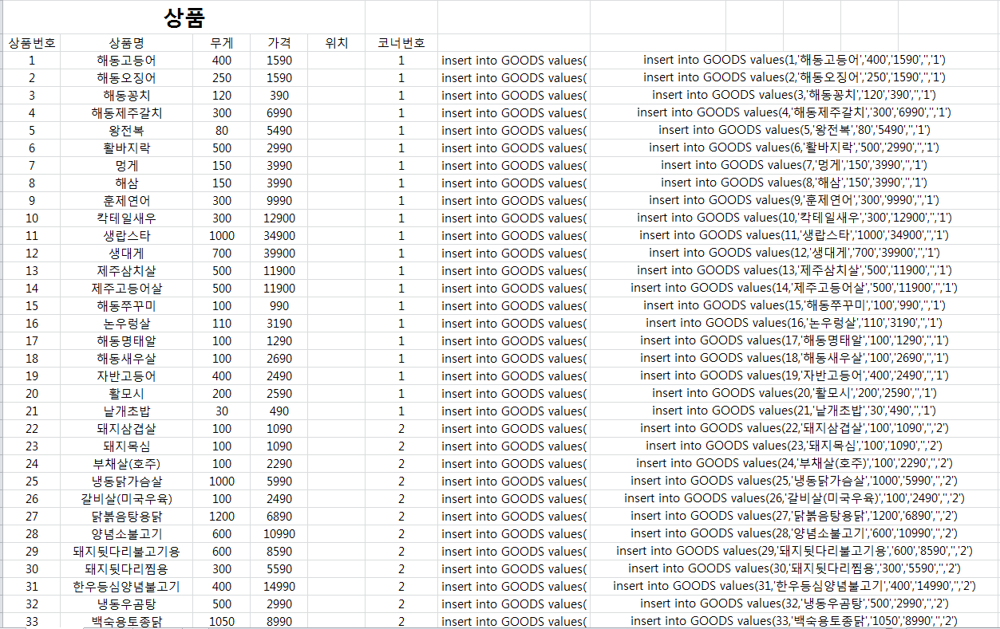 상품
상품번호 상품명 무게 가격 위치 코너번호
1 해동고등어 400 1590 1 insert into GOODS values( insert into GOODS values(1,'해동고등어','400','1590','','1')
2 해동오징어 250 1590 1 insert into GOODS values( insert into GOODS values(2,'해동오징어','250','1590','','1')
3 해동꽁치 120 390 1 insert into GOODS values( insert into GOODS values(3,'해동꽁치','120','390','','1')
4 해동제주갈치 300 6990 1 insert into GOODS values( insert into GOODS values(4,'해동제주갈치','300','6990','','1')
5 왕전복 80 5490 1 insert into GOODS values( insert into GOODS values(5,'왕전복','80','5490','','1')
6 활바지락 500 2990 1 insert into GOODS values( insert into GOODS values(6,'활바지락','500','2990','','1')
7 멍게 150 3990 1 insert into GOODS values( insert into GOODS values(7,'멍게','150','3990','','1')
8 해삼 150 3990 1 insert into GOODS values( insert into GOODS values(8,'해삼','150','3990','','1')
9 훈제연어 300 9990 1 insert into GOODS values( insert into GOODS values(9,'훈제연어','300','9990','','1')
10 칵테일새우 300 12900 1 insert into GOODS values( insert into GOODS values(10,'칵테일새우','300','12900','','1')
11 생랍스타 1000 34900 1 insert into GOODS values( insert into GOODS values(11,'생랍스타','1000','34900','','1')
12 생대게 700 39900 1 insert into GOODS values( insert into GOODS values(12,'생대게','700','39900','','1')
13 제주삼치살 500 11900 1 insert into GOODS values( insert into GOODS values(13,'제주삼치살','500','11900','','1')
14 제주고등어살 500 11900 1 insert into GOODS values( insert into GOODS values(14,'제주고등어살','500','11900','','1')
15 해동쭈꾸미 100 990 1 insert into GOODS values( insert into GOODS values(15,'해동쭈꾸미','100','990','','1')
16 논우렁살 110 3190 1 insert into GOODS values( insert into GOODS values(16,'논우렁살','110','3190','','1')
17 해동명태알 100 1290 1 insert into GOODS values( insert into GOODS values(17,'해동명태알','100','1290','','1')
18 해동새우살 100 2690 1 insert into GOODS values( insert into GOODS values(18,'해동새우살','100','2690','','1')
19 자반고등어 400 2490 1 insert into GOODS values( insert into GOODS values(19,'자반고등어','400','2490','','1')
20 활모시 200 2590 1 insert into GOODS values( insert into GOODS values(20,'활모시','200','2590','','1')
21 낱개초밥 30 490 1 insert into GOODS values( insert into GOODS values(21,'낱개초밥','30','490','','1')
22 돼지삼겹살 100 1090 2 insert into GOODS values( insert into GOODS values(22,'돼지삼겹살','100','1090','','2')
23 돼지목심 100 1090 2 insert into GOODS values( insert into GOODS values(23,'돼지목심','100','1090','','2')
24 부채살(호주) 100 2290 2 insert into GOODS values( insert into GOODS values(24,'부채살(호주)','100','2290','','2')
25 냉동닭가슴살 1000 5990 2 insert into GOODS values( insert into GOODS values(25,'냉동닭가슴살','1000','5990','','2')
26 갈비살(미국우육) 100 2490 2 insert into GOODS values( insert into GOODS values(26,'갈비살(미국우육)','100','2490','','2')
27 닭볶음탕용닭 1200 6890 2 insert into GOODS values( insert into GOODS values(27,'닭볶음탕용닭','1200','6890','','2')
28 양념소불고기 600 10990 2 insert into GOODS values( insert into GOODS values(28,'양념소불고기','600','10990','','2')
29 돼지뒷다리불고기용 600 8590 2 insert into GOODS values( insert into GOODS values(29,'돼지뒷다리불고기용','600','8590','','2')
30 돼지뒷다리찜용 300 5590 2 insert into GOODS values( insert into GOODS values(30,'돼지뒷다리찜용','300','5590','','2')
31 한우등심양념불고기 400 14990 2 insert into GOODS values( insert into GOODS values(31,'한우등심양념불고기','400','14990','','2')
32 냉동우곰탕 500 2990 2 insert into GOODS values( insert into GOODS values(32,'냉동우곰탕','500','2990','','2')
33 백숙용토종닭 1050 8990 2 insert into GOODS values( insert into GOODS values(33,'백숙용토종닭','1050','8990','','2')